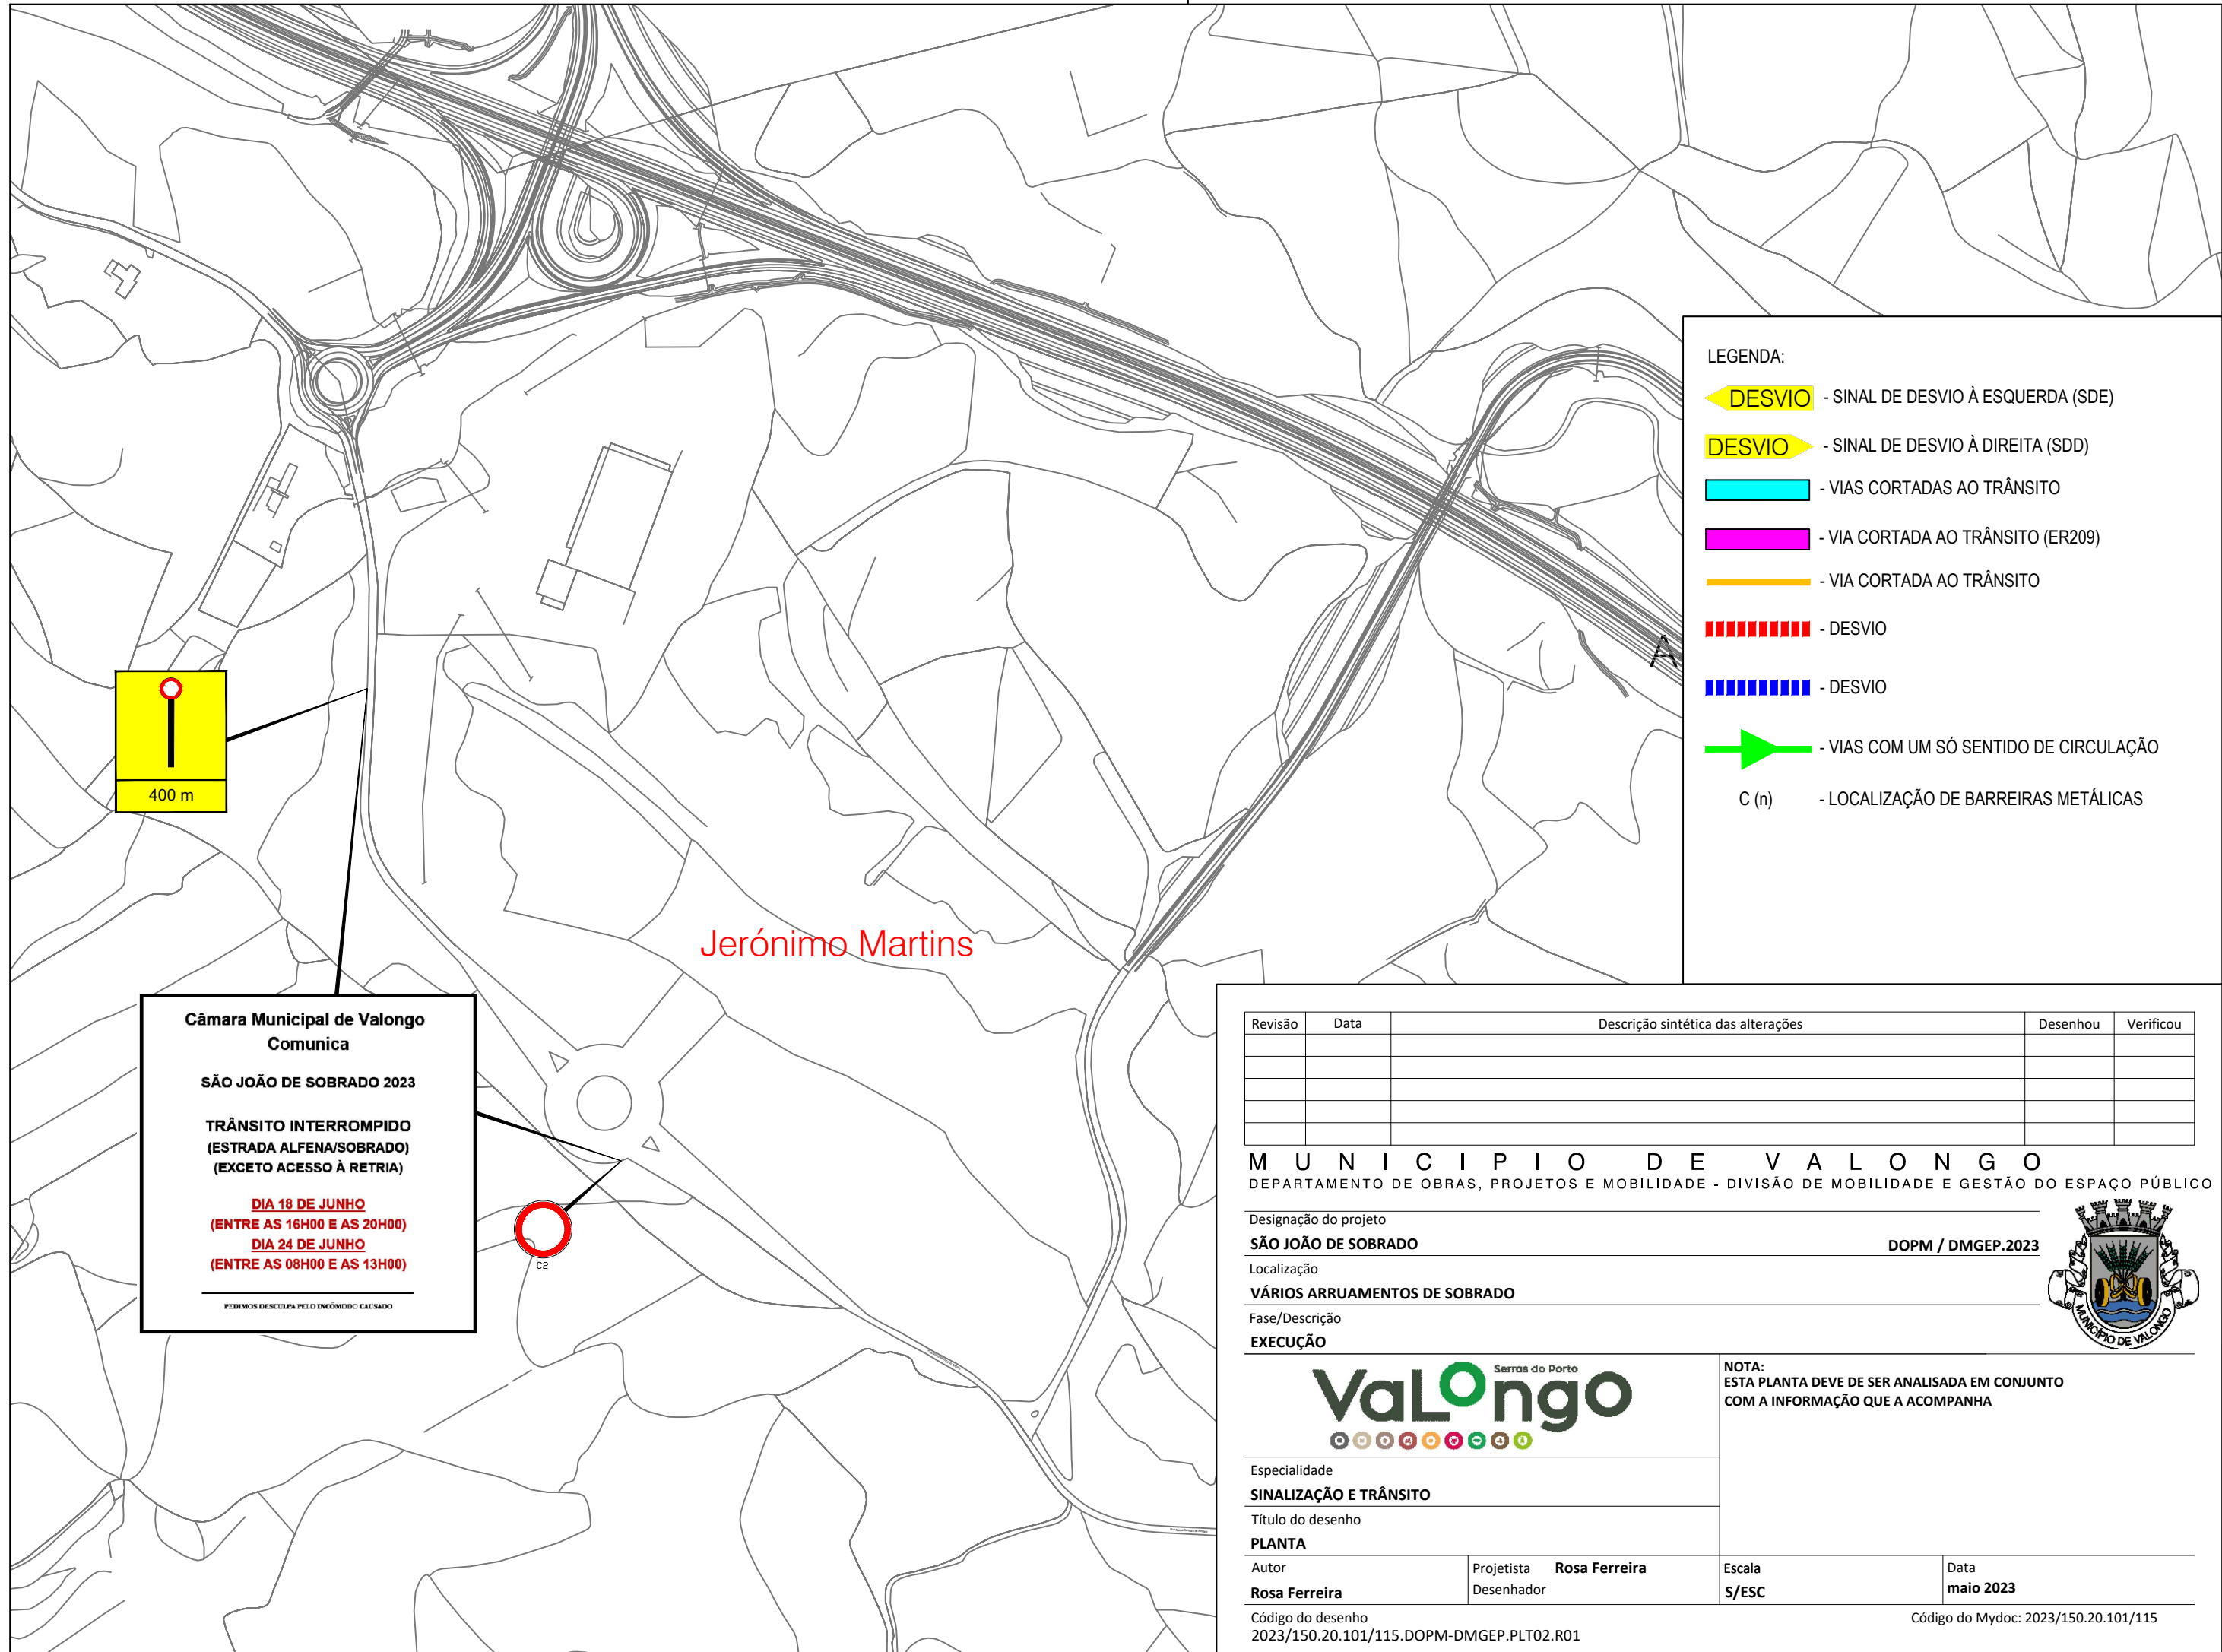 LEGENDA:
DESVIO - SINAL DE DESVIO À ESQUERDA (SDE)
DESVIO - SINAL DE DESVIO À DIREITA (SDD)
- VIAS CORTADAS AO TRÂNSITO
- VIA CORTADA AO TRÂNSITO (ER209)
- VIA CORTADA AO TRÂNSITO
- DESVIO
- DESVIO
- VIAS COM UM SÓ SENTIDO DE CIRCULAÇÃO
C (n) - LOCALIZAÇÃO DE BARREIRAS METÁLICAS
A
400 m
Jerónimo Martins
Câmara Municipal de Valongo
Comunica
SÃO JOÃO DE SOBRADO 2023
TRÂNSITO INTERROMPIDO
(ESTRADA ALFENA/SOBRADO)
(EXCETO ACESSO À RETRIA)
DIA 18 DE JUNHO
(ENTRE AS 16H00 E AS 20H00)
DIA 24 DE JUNHO
(ENTRE AS 08H00 E AS 13H00)
PEDIMOS DESCULPA PELO INCÓMODO CAUSADO
C2
Revisão Data Descrição sintética das alterações Desenhou Verificou
MUNICIPIO DE VALONGO
DEPARTAMENTO DE OBRAS, PROJETOS E MOBILIDADE - DIVISÃO DE MOBILIDADE E GESTÃO DO ESPAÇO PÚBLICO
Designação do projeto
SÃO JOÃO DE SOBRADO DOPM / DMGEP.2023
Localização
VÁRIOS ARRUAMENTOS DE SOBRADO
Fase/Descrição
EXECUÇÃO
MUNICÍPIO DE VALONGO
Serras do Porto
VaLOngo
NOTA:
ESTA PLANTA DEVE DE SER ANALISADA EM CONJUNTO
COM A INFORMAÇÃO QUE A ACOMPANHA
Especialidade
SINALIZAÇÃO E TRÂNSITO
Título do desenho
PLANTA
Autor
Rosa Ferreira
Projetista Rosa Ferreira
Desenhador
Escala
S/ESC
Data
maio 2023
Código do desenho
2023/150.20.101/115.DOPM-DMGEP.PLT02.R01
Código do Mydoc: 2023/150.20.101/115